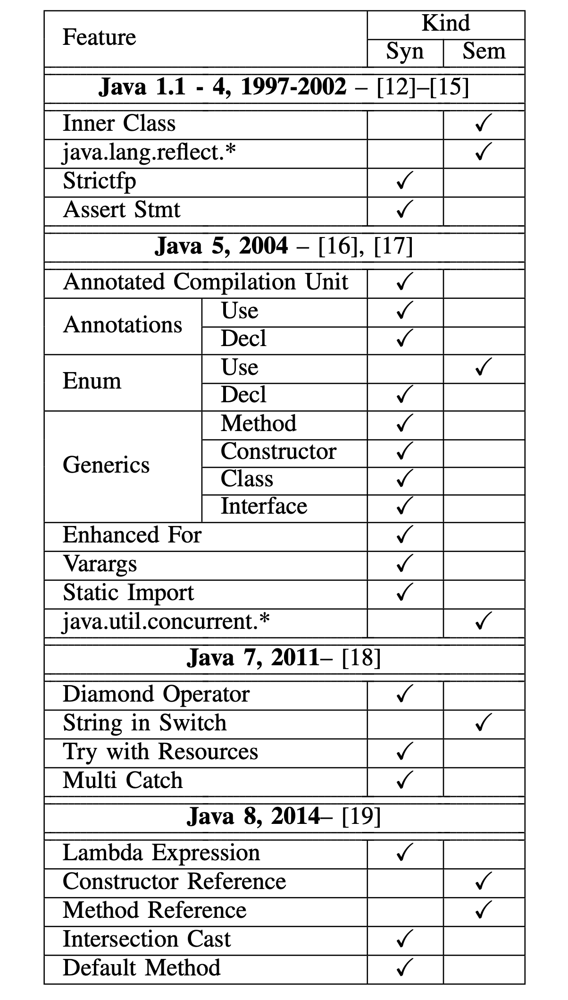 Feature Kind
Syn Sem
Java 1.1 - 4, 1997-2002 – [12]–[15]
Inner Class ✓
java.lang.reflect.* ✓
Strictfp ✓
Assert Stmt ✓
Java 5, 2004 – [16], [17]
Annotated Compilation Unit ✓
Annotations Use ✓
Decl ✓
Enum Use ✓
Decl ✓
Generics Method ✓
Constructor ✓
Class ✓
Interface ✓
Enhanced For ✓
Varargs ✓
Static Import ✓
java.util.concurrent.* ✓
Java 7, 2011– [18]
Diamond Operator ✓
String in Switch ✓
Try with Resources ✓
Multi Catch ✓
Java 8, 2014– [19]
Lambda Expression ✓
Constructor Reference ✓
Method Reference ✓
Intersection Cast ✓
Default Method ✓